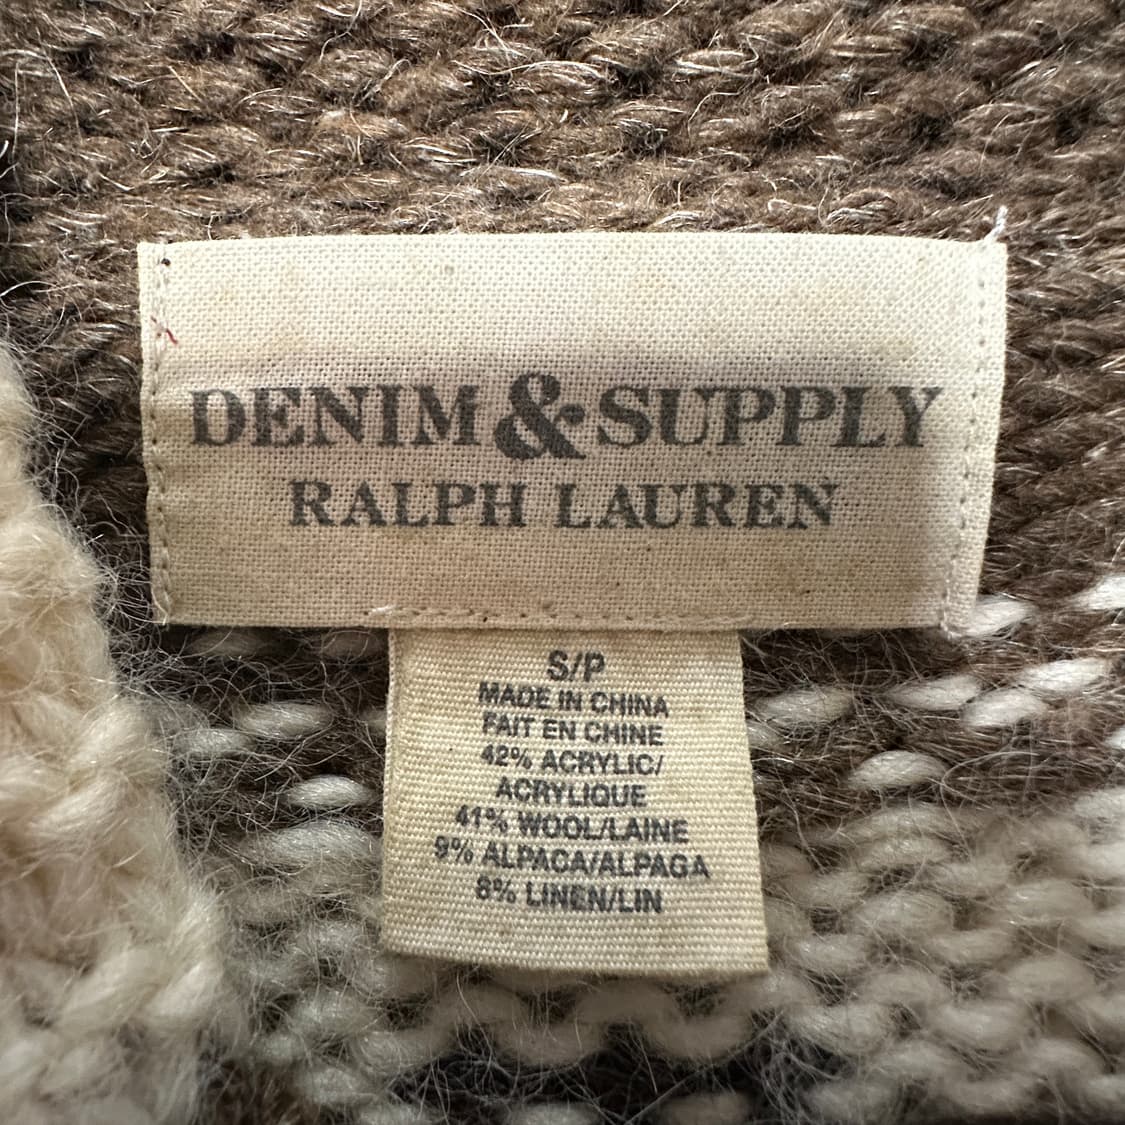 DENIM & SUPPLY
RALPH LAUREN
S/P
MADE IN CHINA
FAIT EN CHINE
42% ACRYLIC/
ACRYLIQUE
41% WOOL/LAINE
9% ALPACA/ALPAGA
8% LINEN/LIN